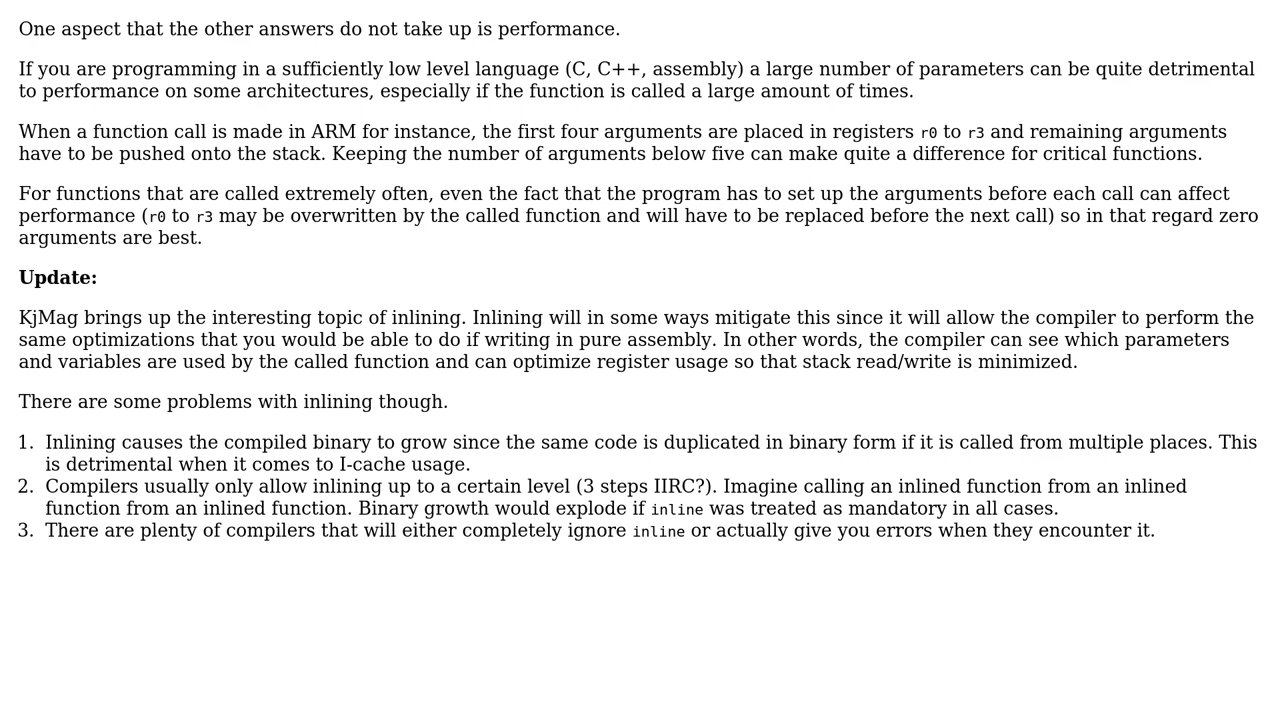 One aspect that the other answers do not take up is performance.
If you are programming in a sufficiently low level language (C, C++, assembly) a large number of parameters can be quite detrimental
to performance on some architectures, especially if the function is called a large amount of times.
When a function call is made in ARM for instance, the first four arguments are placed in registers r0 to r3 and remaining arguments
have to be pushed onto the stack. Keeping the number of arguments below five can make quite a difference for critical functions.
For functions that are called extremely often, even the fact that the program has to set up the arguments before each call can affect
performance (r0 to r3 may be overwritten by the called function and will have to be replaced before the next call) so in that regard zero
arguments are best.
Update:
KjMag brings up the interesting topic of inlining. Inlining will in some ways mitigate this since it will allow the compiler to perform the
same optimizations that you would be able to do if writing in pure assembly. In other words, the compiler can see which parameters
and variables are used by the called function and can optimize register usage so that stack read/write is minimized.
There are some problems with inlining though.
1. Inlining causes the compiled binary to grow since the same code is duplicated in binary form if it is called from multiple places. This
is detrimental when it comes to I-cache usage.
2. Compilers usually only allow inlining up to a certain level (3 steps IIRC?). Imagine calling an inlined function from an inlined
function from an inlined function. Binary growth would explode if inline was treated as mandatory in all cases.
3. There are plenty of compilers that will either completely ignore inline or actually give you errors when they encounter it.